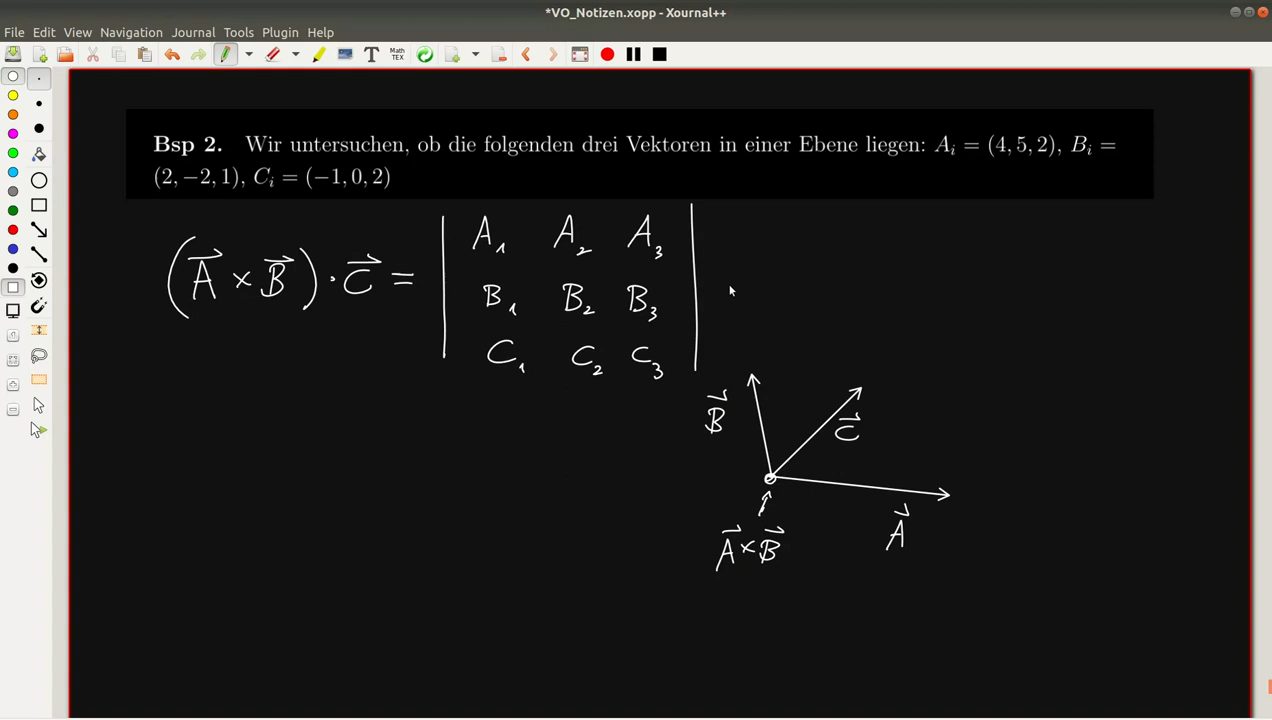 *VO_Notizen.xopp - Xournal++
File Edit View Navigation Journal Tools Plugin Help
T Math TEX
Bsp 2. Wir untersuchen, ob die folgenden drei Vektoren in einer Ebene liegen: A_i = (4, 5, 2), B_i =
(2, −2, 1), C_i = (−1, 0, 2)
A₁ A₂ A₃
(A⃗ × B⃗) · C⃗ = | B₁ B₂ B₃ |
C₁ C₂ C₃
B⃗ C⃗
A⃗ × B⃗ A⃗